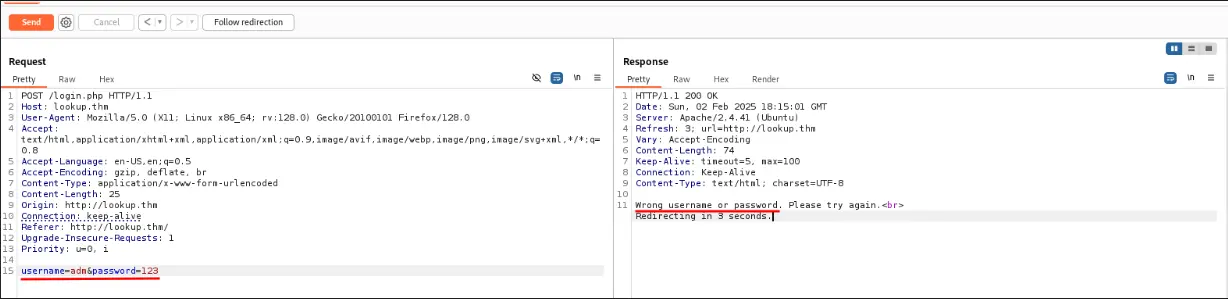 Send Cancel < > Follow redirection
Request
Pretty Raw Hex \n
1 POST /login.php HTTP/1.1
2 Host: lookup.thm
3 User-Agent: Mozilla/5.0 (X11; Linux x86_64; rv:128.0) Gecko/20100101 Firefox/128.0
4 Accept:
text/html,application/xhtml+xml,application/xml;q=0.9,image/avif,image/webp,image/png,image/svg+xml,*/*;q=
0.8
5 Accept-Language: en-US,en;q=0.5
6 Accept-Encoding: gzip, deflate, br
7 Content-Type: application/x-www-form-urlencoded
8 Content-Length: 25
9 Origin: http://lookup.thm
10 Connection: keep-alive
11 Referer: http://lookup.thm/
12 Upgrade-Insecure-Requests: 1
13 Priority: u=0, i
14
15 username=adm&password=123
Response
Pretty Raw Hex Render \n
1 HTTP/1.1 200 OK
2 Date: Sun, 02 Feb 2025 18:15:01 GMT
3 Server: Apache/2.4.41 (Ubuntu)
4 Refresh: 3; url=http://lookup.thm
5 Vary: Accept-Encoding
6 Content-Length: 74
7 Keep-Alive: timeout=5, max=100
8 Connection: Keep-Alive
9 Content-Type: text/html; charset=UTF-8
10
11 Wrong username or password. Please try again.<br>
Redirecting in 3 seconds.